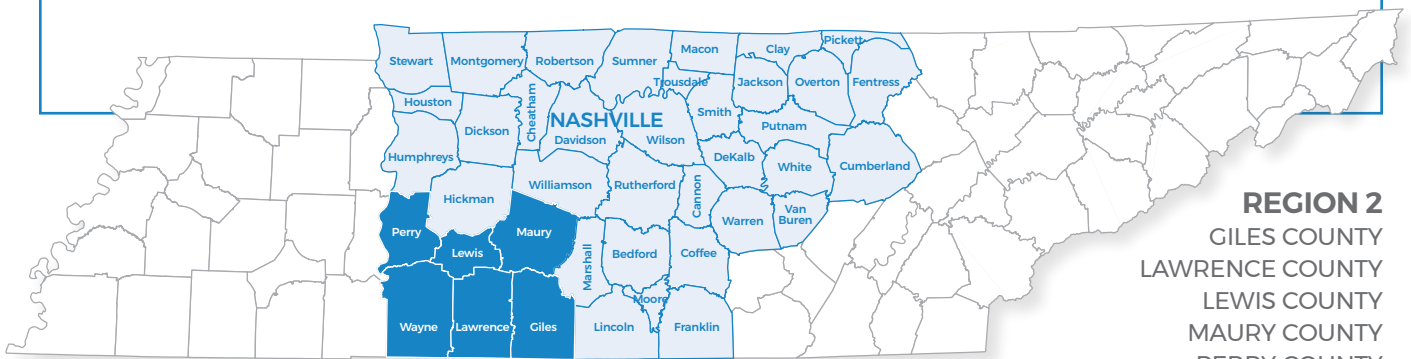 Stewart
Montgomery
Robertson
Sumner
Macon
Clay
Pickett
Trousdale
Jackson
Overton
Fentress
Houston
Dickson
Cheatham
NASHVILLE
Davidson
Wilson
Smith
Putnam
Humphreys
DeKalb
White
Cumberland
Hickman
Williamson
Rutherford
Cannon
Warren
Van
Buren
Perry
Lewis
Maury
Marshall
Bedford
Coffee
Moore
Wayne
Lawrence
Giles
Lincoln
Franklin
REGION 2
GILES COUNTY
LAWRENCE COUNTY
LEWIS COUNTY
MAURY COUNTY
PERRY COUNTY